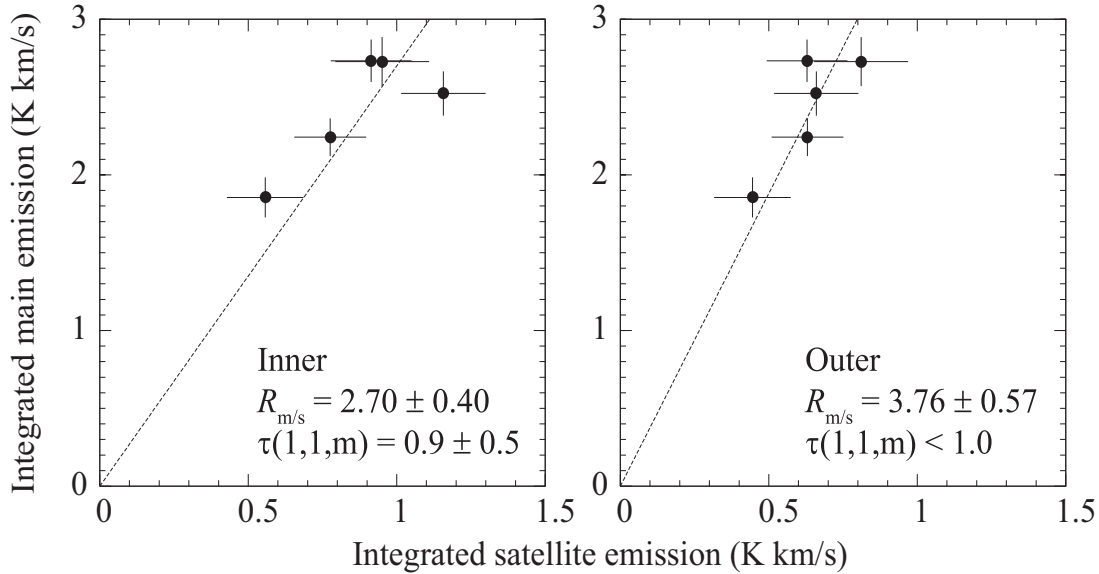 Integrated main emission (K km/s)
3
2
1
0
Inner
R_m/s = 2.70 ± 0.40
τ(1,1,m) = 0.9 ± 0.5
0 0.5 1 1.5
3
2
1
0
Outer
R_m/s = 3.76 ± 0.57
τ(1,1,m) < 1.0
0 0.5 1 1.5
Integrated satellite emission (K km/s)